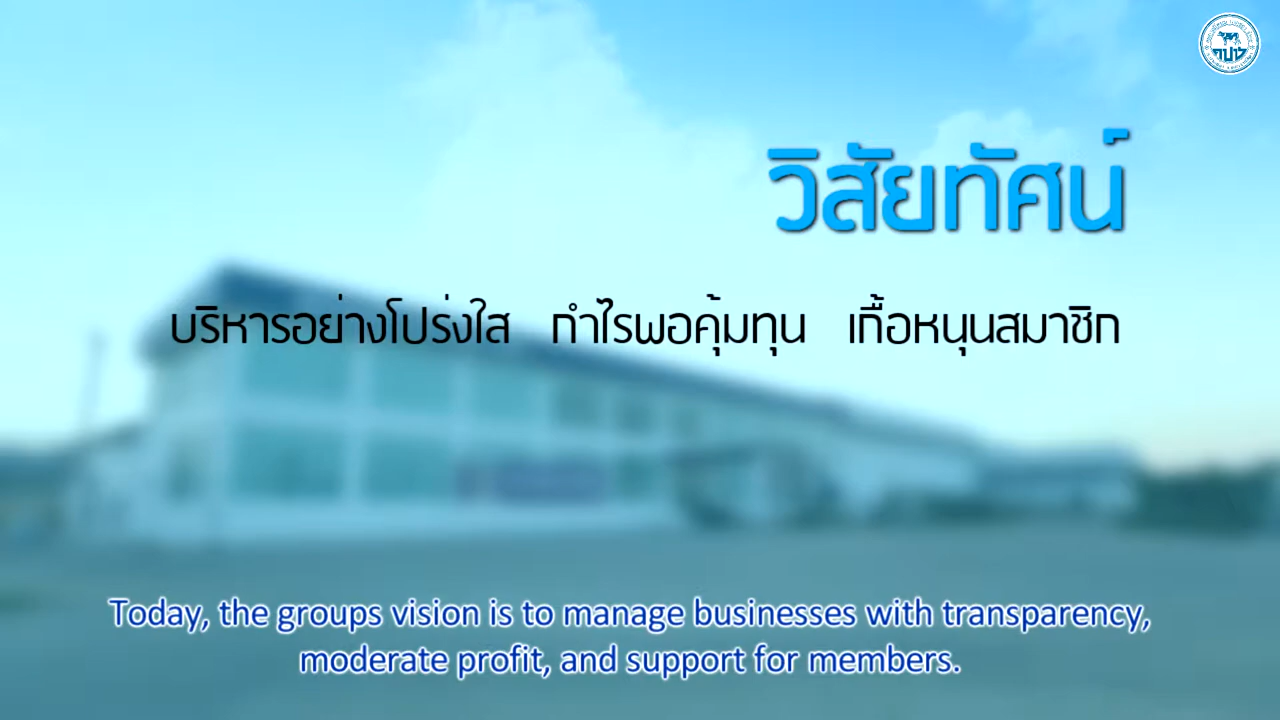 วิสัยทัศน์
บริหารอย่างโปร่งใส กำไรพอคุ้มทุน เกื้อหนุนสมาชิก
Today, the groups vision is to manage businesses with transparency,
moderate profit, and support for members.